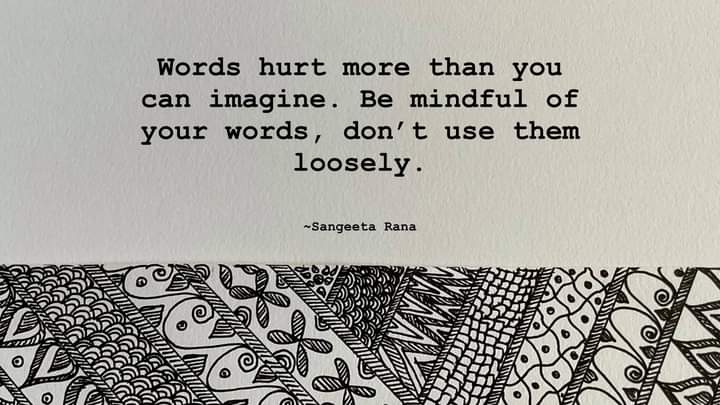 Words hurt more than you
can imagine. Be mindful of
your words, don’t use them
loosely.
~Sangeeta Rana